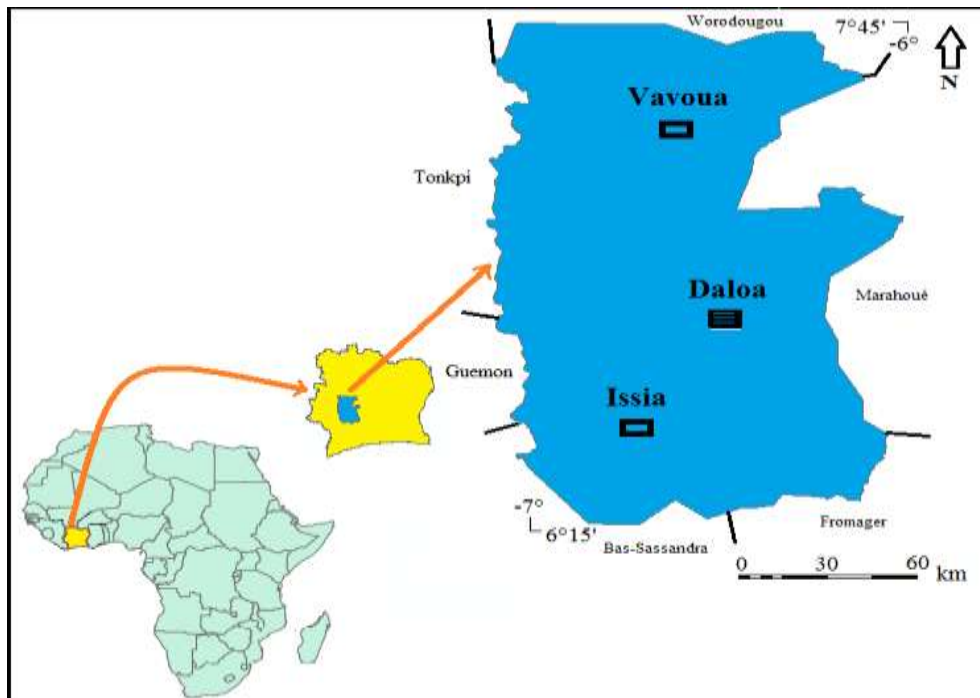 Worodougou
7°45'
-6°
N
Vavoua
Tonkpí
Daloa
Marahoué
Guemon
Issia
-7°
6°15'
Bas-Sassandra
Fromager
0 30 60 km